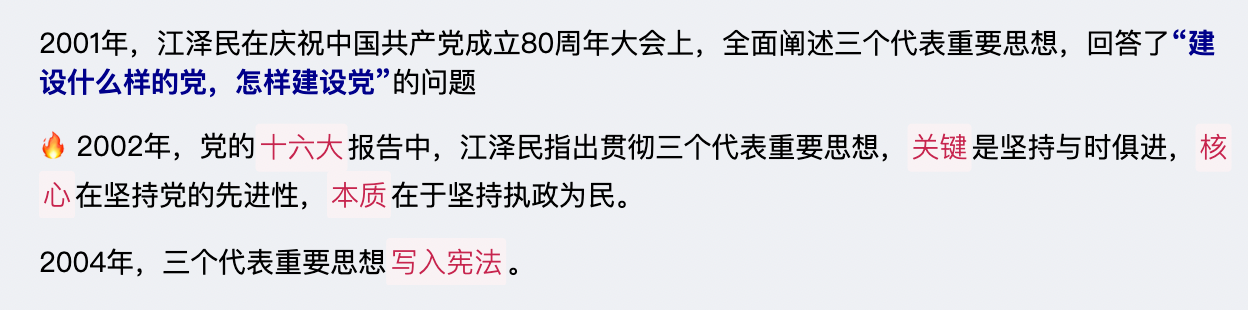 2001年，江泽民在庆祝中国共产党成立80周年大会上，全面阐述三个代表重要思想，回答了“建
设什么样的党，怎样建设党”的问题
🔥 2002年，党的十六大报告中，江泽民指出贯彻三个代表重要思想，关键是坚持与时俱进，核
心在坚持党的先进性，本质在于坚持执政为民。
2004年，三个代表重要思想写入宪法。